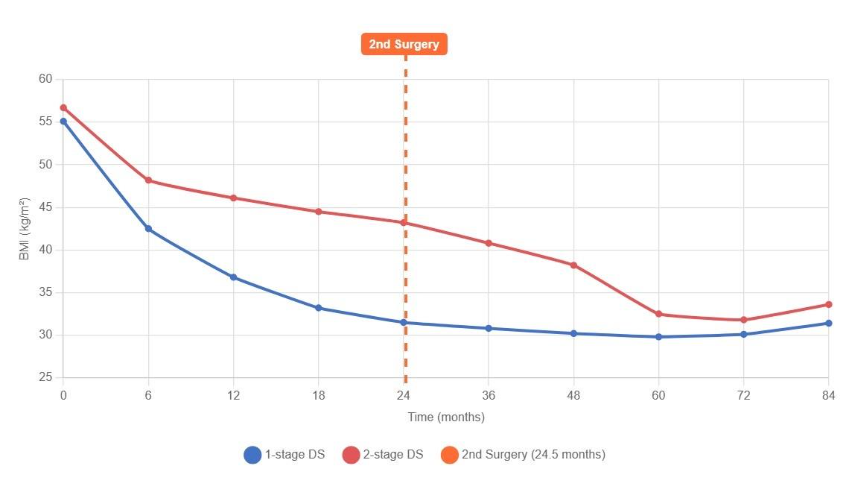 2nd Surgery
60
55
50
45
40
35
30
25
BMI (kg/m²)
0 6 12 18 24 36 48 60 72 84
Time (months)
1-stage DS 2-stage DS 2nd Surgery (24.5 months)